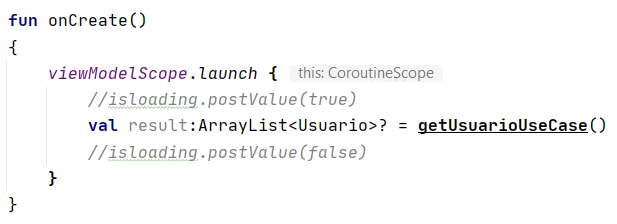 fun onCreate()
{
    viewModelScope.launch { this: CoroutineScope
        //isloading.postValue(true)
        val result:ArrayList<Usuario>? = getUsuarioUseCase()
        //isloading.postValue(false)
    }
}